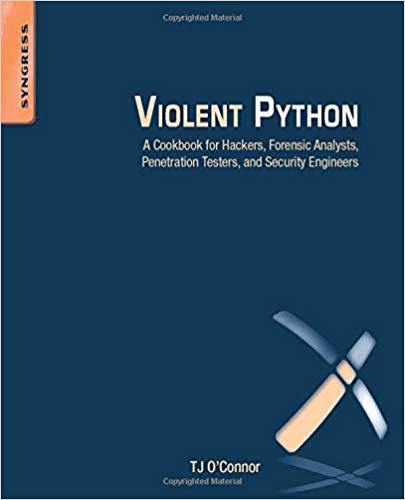 Copyrighted Material
SYNGRESS
VIOLENT PYTHON
A Cookbook for Hackers, Forensic Analysts,
Penetration Testers, and Security Engineers
TJ O'Connor
Copyrighted Material